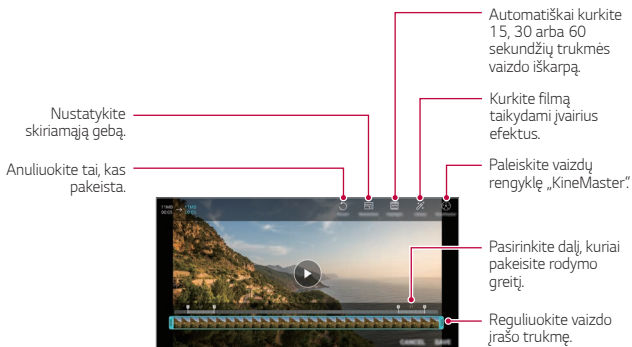 Automatiškai kurkite
15, 30 arba 60
sekundžių trukmės
vaizdo iškarpą.
Nustatykite
skiriamąją gebą.
Kurkite filmą
taikydami įvairius
efektus.
Anuliuokite tai, kas
pakeista.
Paleiskite vaizdų
rengyklę „KineMaster“.
Pasirinkite dalį, kuriai
pakeisite rodymo
greitį.
Reguliuokite vaizdo
įrašo trukmę.
CANCEL SAVE